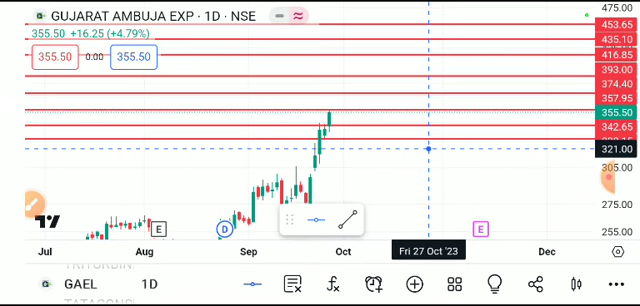 GUJARAT AMBUJA EXP · 1D · NSE
355.50 +16.25 (+4.79%)
355.50 0.00 355.50
475.00
453.65
435.10
416.85
393.00
374.40
357.95
355.50
342.65
321.00
305.00
275.00
255.00
E D E
Jul Aug Sep Oct Fri 27 Oct '23 Dec
GAEL 1D